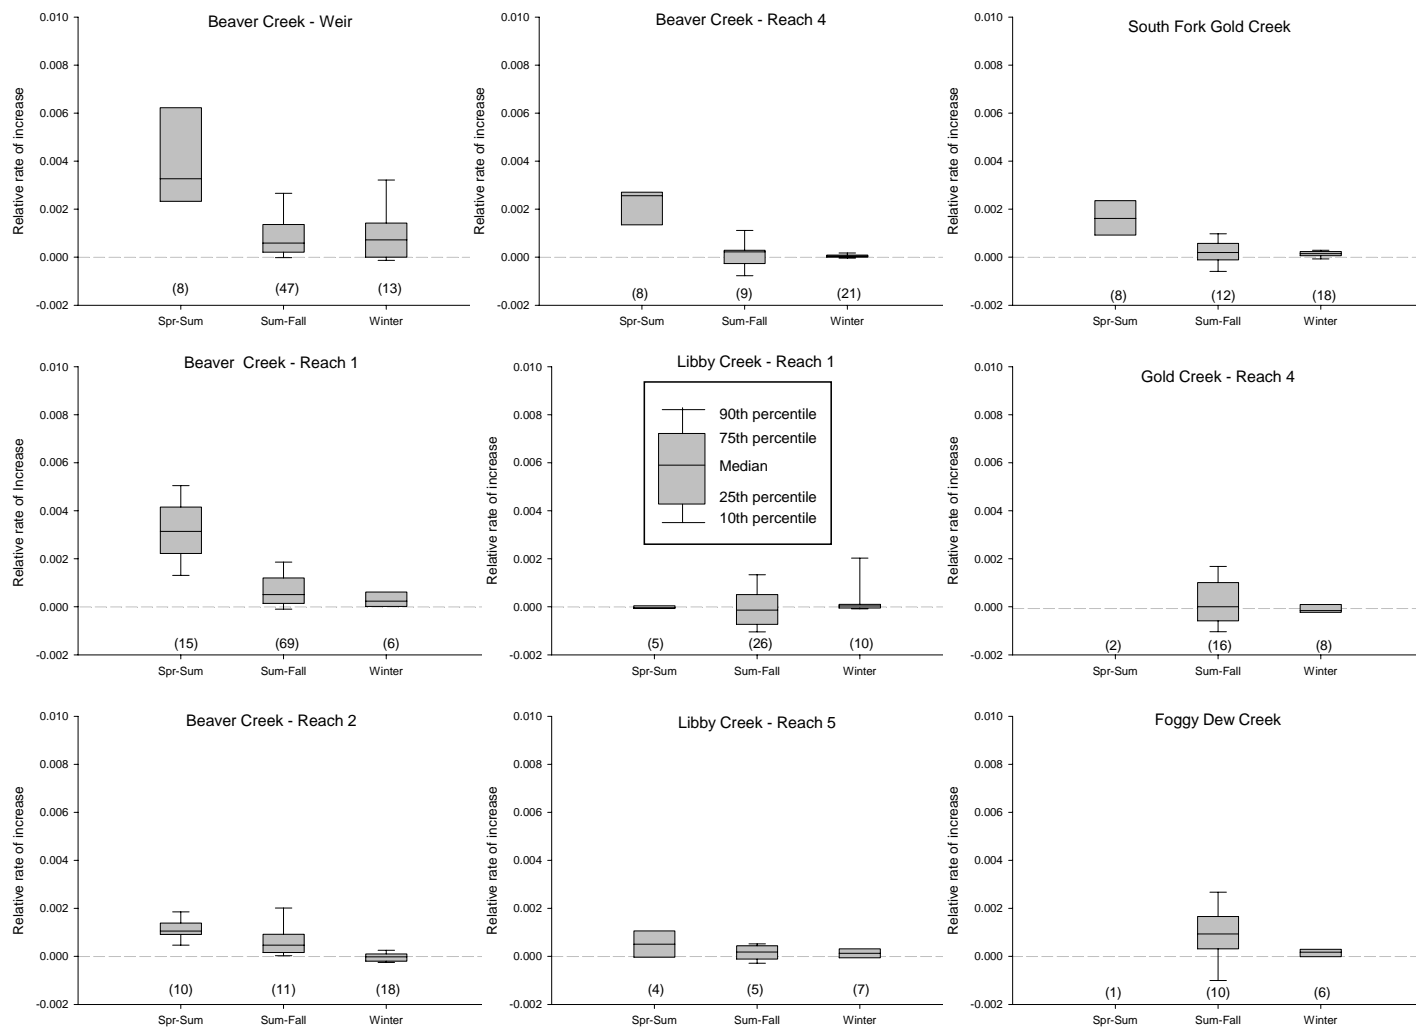 Beaver Creek - Weir
Relative rate of increase
0.010
0.008
0.006
0.004
0.002
0.000
-0.002
(8) (47) (13)
Spr-Sum Sum-Fall Winter
Beaver Creek - Reach 4
Relative rate of increase
0.010
0.008
0.006
0.004
0.002
0.000
-0.002
(8) (9) (21)
Spr-Sum Sum-Fall Winter
South Fork Gold Creek
Relative rate of increase
0.010
0.008
0.006
0.004
0.002
0.000
-0.002
(8) (12) (18)
Spr-Sum Sum-Fall Winter
Beaver Creek - Reach 1
Relative rate of Increase
0.010
0.008
0.006
0.004
0.002
0.000
-0.002
(15) (69) (6)
Spr-Sum Sum-Fall Winter
Libby Creek - Reach 1
Relative rate of increase
0.010
0.008
0.006
0.004
0.002
0.000
-0.002
90th percentile
75th percentile
Median
25th percentile
10th percentile
(5) (26) (10)
Spr-Sum Sum-Fall Winter
Gold Creek - Reach 4
Relative rate of increase
0.010
0.008
0.006
0.004
0.002
0.000
-0.002
(2) (16) (8)
Spr-Sum Sum-Fall Winter
Beaver Creek - Reach 2
Relative rate of increase
0.010
0.008
0.006
0.004
0.002
0.000
-0.002
(10) (11) (18)
Spr-Sum Sum-Fall Winter
Libby Creek - Reach 5
Relative rate of increase
0.010
0.008
0.006
0.004
0.002
0.000
-0.002
(4) (5) (7)
Spr-Sum Sum-Fall Winter
Foggy Dew Creek
Relative rate of increase
0.010
0.008
0.006
0.004
0.002
0.000
-0.002
(1) (10) (6)
Spr-Sum Sum-Fall Winter